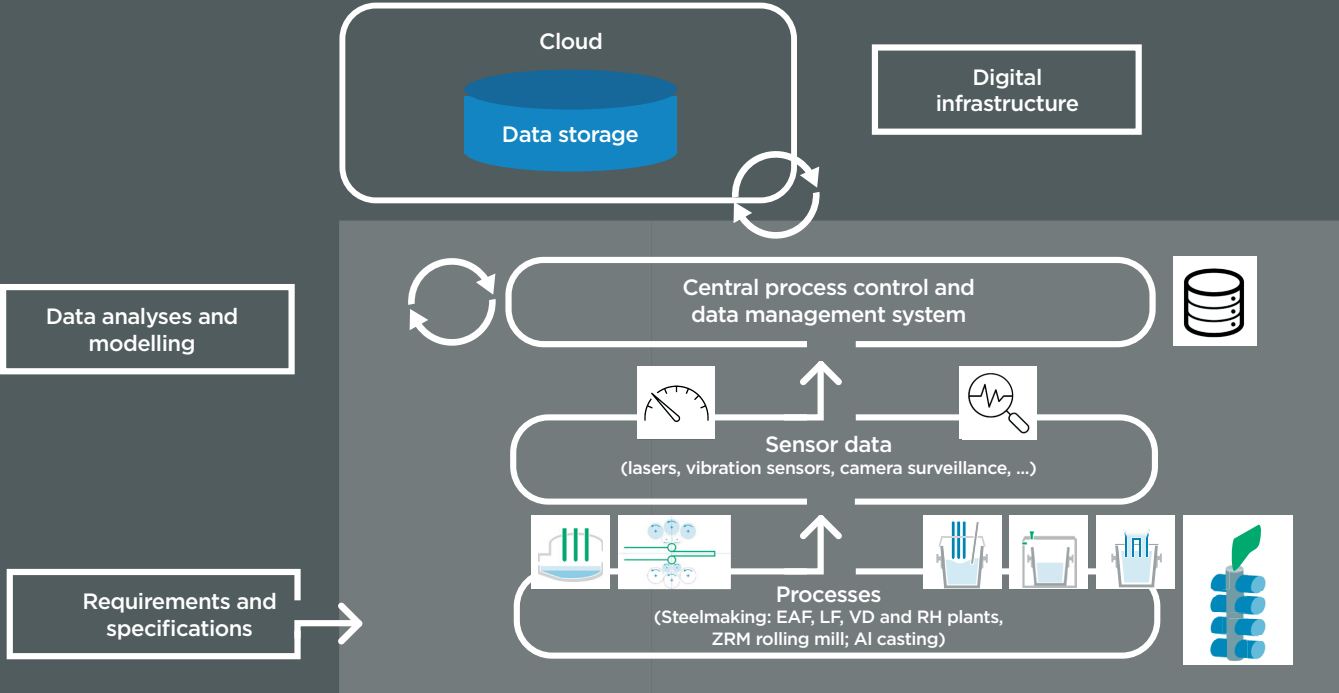 Cloud
Data storage
Digital
infrastructure
Central process control and
data management system
Data analyses and
modelling
Sensor data
(lasers, vibration sensors, camera surveillance, ...)
Requirements and
specifications
Processes
(Steelmaking: EAF, LF, VD and RH plants,
ZRM rolling mill; Al casting)